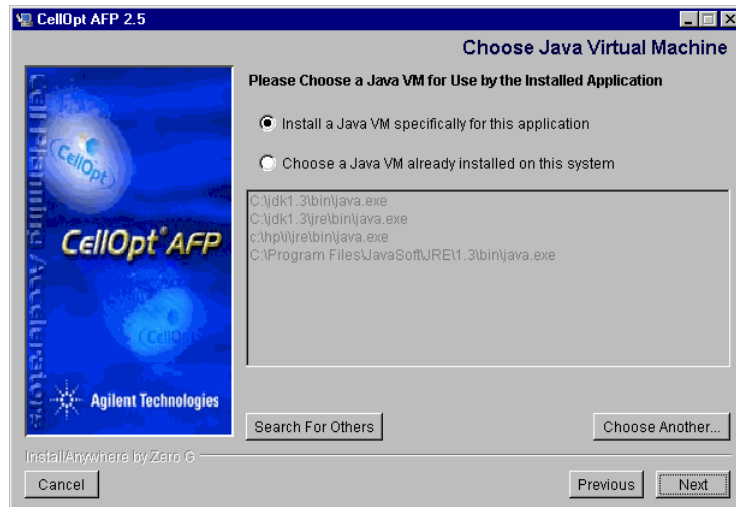 CellOpt AFP 2.5
Choose Java Virtual Machine
Cell Planning Accelerators
CellOpt
CellOpt AFP
Agilent Technologies
Please Choose a Java VM for Use by the Installed Application
Install a Java VM specifically for this application
Choose a Java VM already installed on this system
C:\jdk1.3\bin\java.exe
C:\jdk1.3\jre\bin\java.exe
c:\hp\i\jre\bin\java.exe
C:\Program Files\JavaSoft\JRE\1.3\bin\java.exe
Search For Others
Choose Another...
InstallAnywhere by Zero G
Cancel
Previous
Next